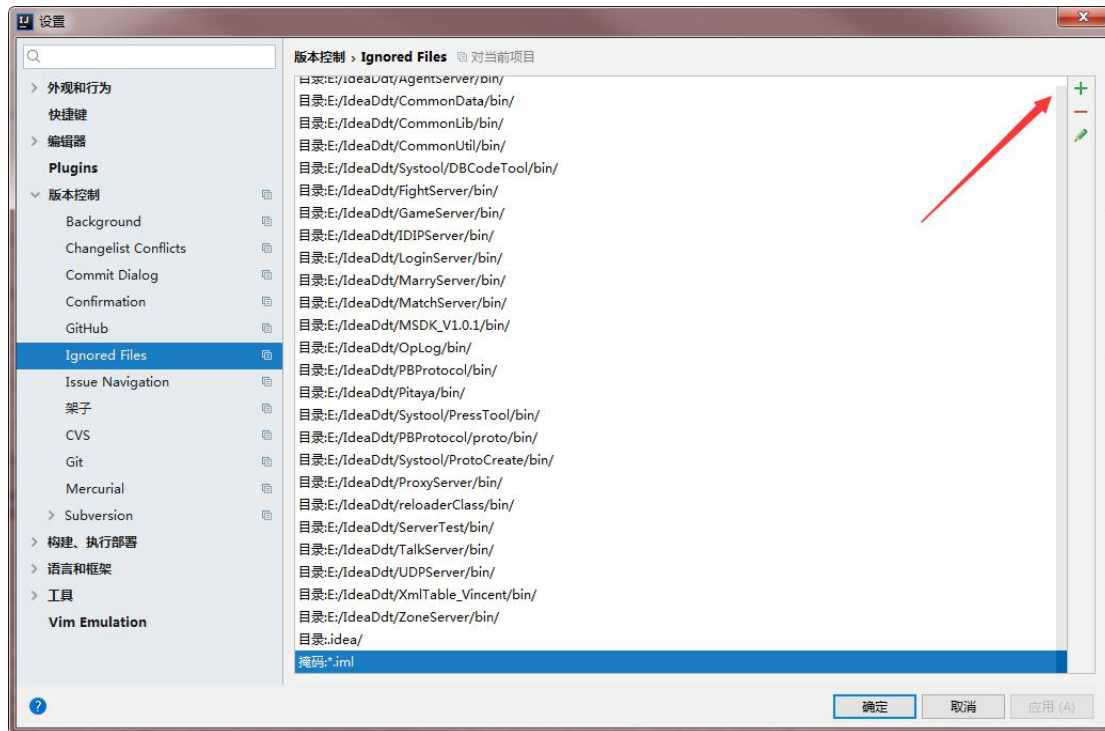 设置
外观和行为
快捷键
编辑器
Plugins
版本控制
Background
Changelist Conflicts
Commit Dialog
Confirmation
GitHub
Ignored Files
Issue Navigation
架子
CVS
Git
Mercurial
Subversion
构建、执行部署
语言和框架
工具
Vim Emulation
版本控制 › Ignored Files 对当前项目
目录:E:/IdeaDdt/AgentServer/bin/
目录:E:/IdeaDdt/CommonData/bin/
目录:E:/IdeaDdt/CommonLib/bin/
目录:E:/IdeaDdt/CommonUtil/bin/
目录:E:/IdeaDdt/Systool/DBCodeTool/bin/
目录:E:/IdeaDdt/FightServer/bin/
目录:E:/IdeaDdt/GameServer/bin/
目录:E:/IdeaDdt/IDIPServer/bin/
目录:E:/IdeaDdt/LoginServer/bin/
目录:E:/IdeaDdt/MarryServer/bin/
目录:E:/IdeaDdt/MatchServer/bin/
目录:E:/IdeaDdt/MSDK_V1.0.1/bin/
目录:E:/IdeaDdt/OpLog/bin/
目录:E:/IdeaDdt/PBProtocol/bin/
目录:E:/IdeaDdt/Pitaya/bin/
目录:E:/IdeaDdt/Systool/PressTool/bin/
目录:E:/IdeaDdt/PBProtocol/proto/bin/
目录:E:/IdeaDdt/Systool/ProtoCreate/bin/
目录:E:/IdeaDdt/ProxyServer/bin/
目录:E:/IdeaDdt/reloaderClass/bin/
目录:E:/IdeaDdt/ServerTest/bin/
目录:E:/IdeaDdt/TalkServer/bin/
目录:E:/IdeaDdt/UDPServer/bin/
目录:E:/IdeaDdt/XmlTable_Vincent/bin/
目录:E:/IdeaDdt/ZoneServer/bin/
目录:.idea/
掩码:*.iml
确定 取消 应用 (A)